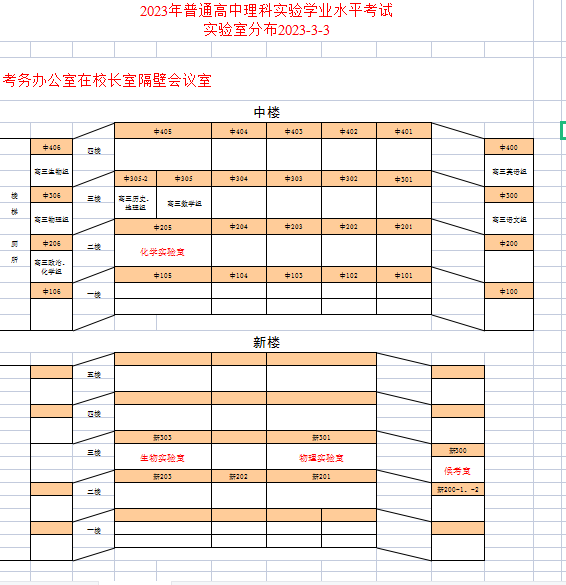 2023年普通高中理科实验学业水平考试
实验室分布2023-3-3
考务办公室在校长室隔壁会议室
中楼
中405 中404 中403 中402 中401
中406 四楼 中400
高三生物组 高三英语组
中305-2 中305 中304 中303 中302 中301
楼梯 中306 三楼 高三历史、地理组 高三数学组 中300
高三物理组 高三语文组
中205 中204 中203 中202 中201
厕所 中206 二楼 化学实验室 中200
高三政治、化学组
中105 中104 中103 中102 中101
中106 一楼 中100
新楼
五楼
四楼
新303 新301
三楼 生物实验室 物理实验室 新300
候考室
新203 新202 新201
二楼 新200-1、-2
一楼